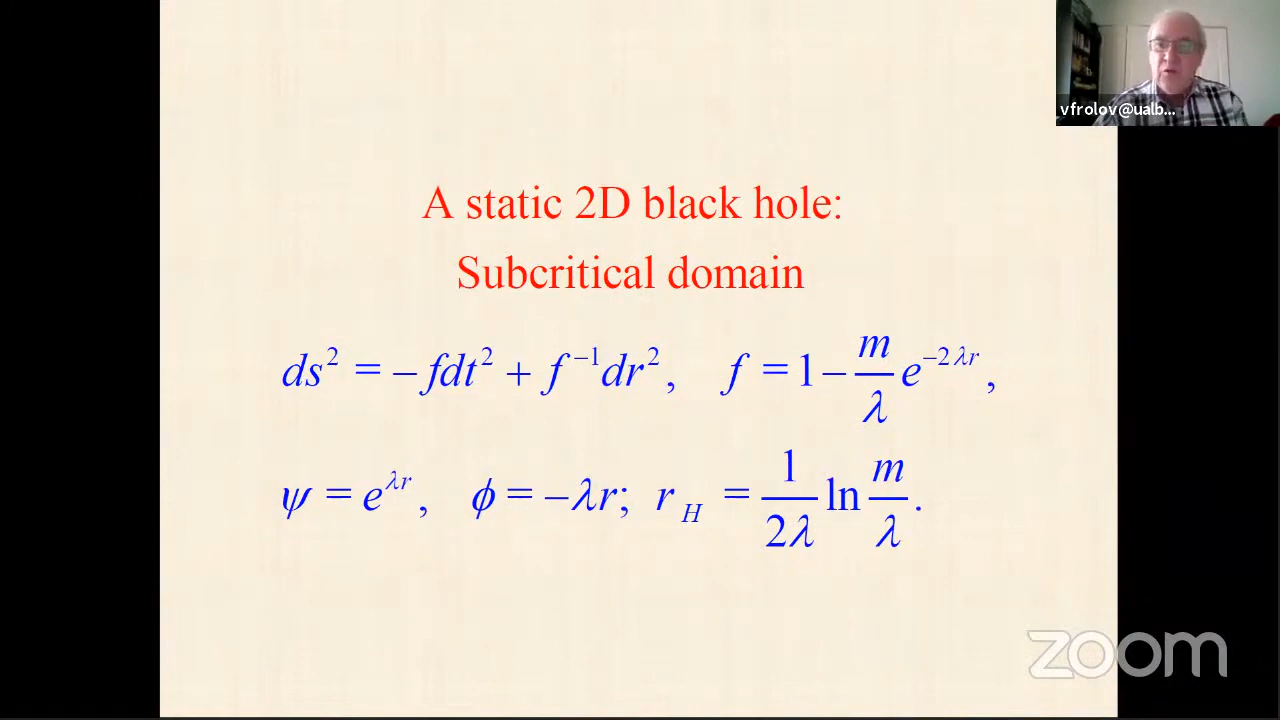 vfrolov@ualb...
A static 2D black hole:
Subcritical domain
ds² = − fdt² + f⁻¹dr², f = 1 − m/λ e^{−2λr},
ψ = e^{λr}, ϕ = −λr; r_H = 1/2λ ln m/λ.
zoom